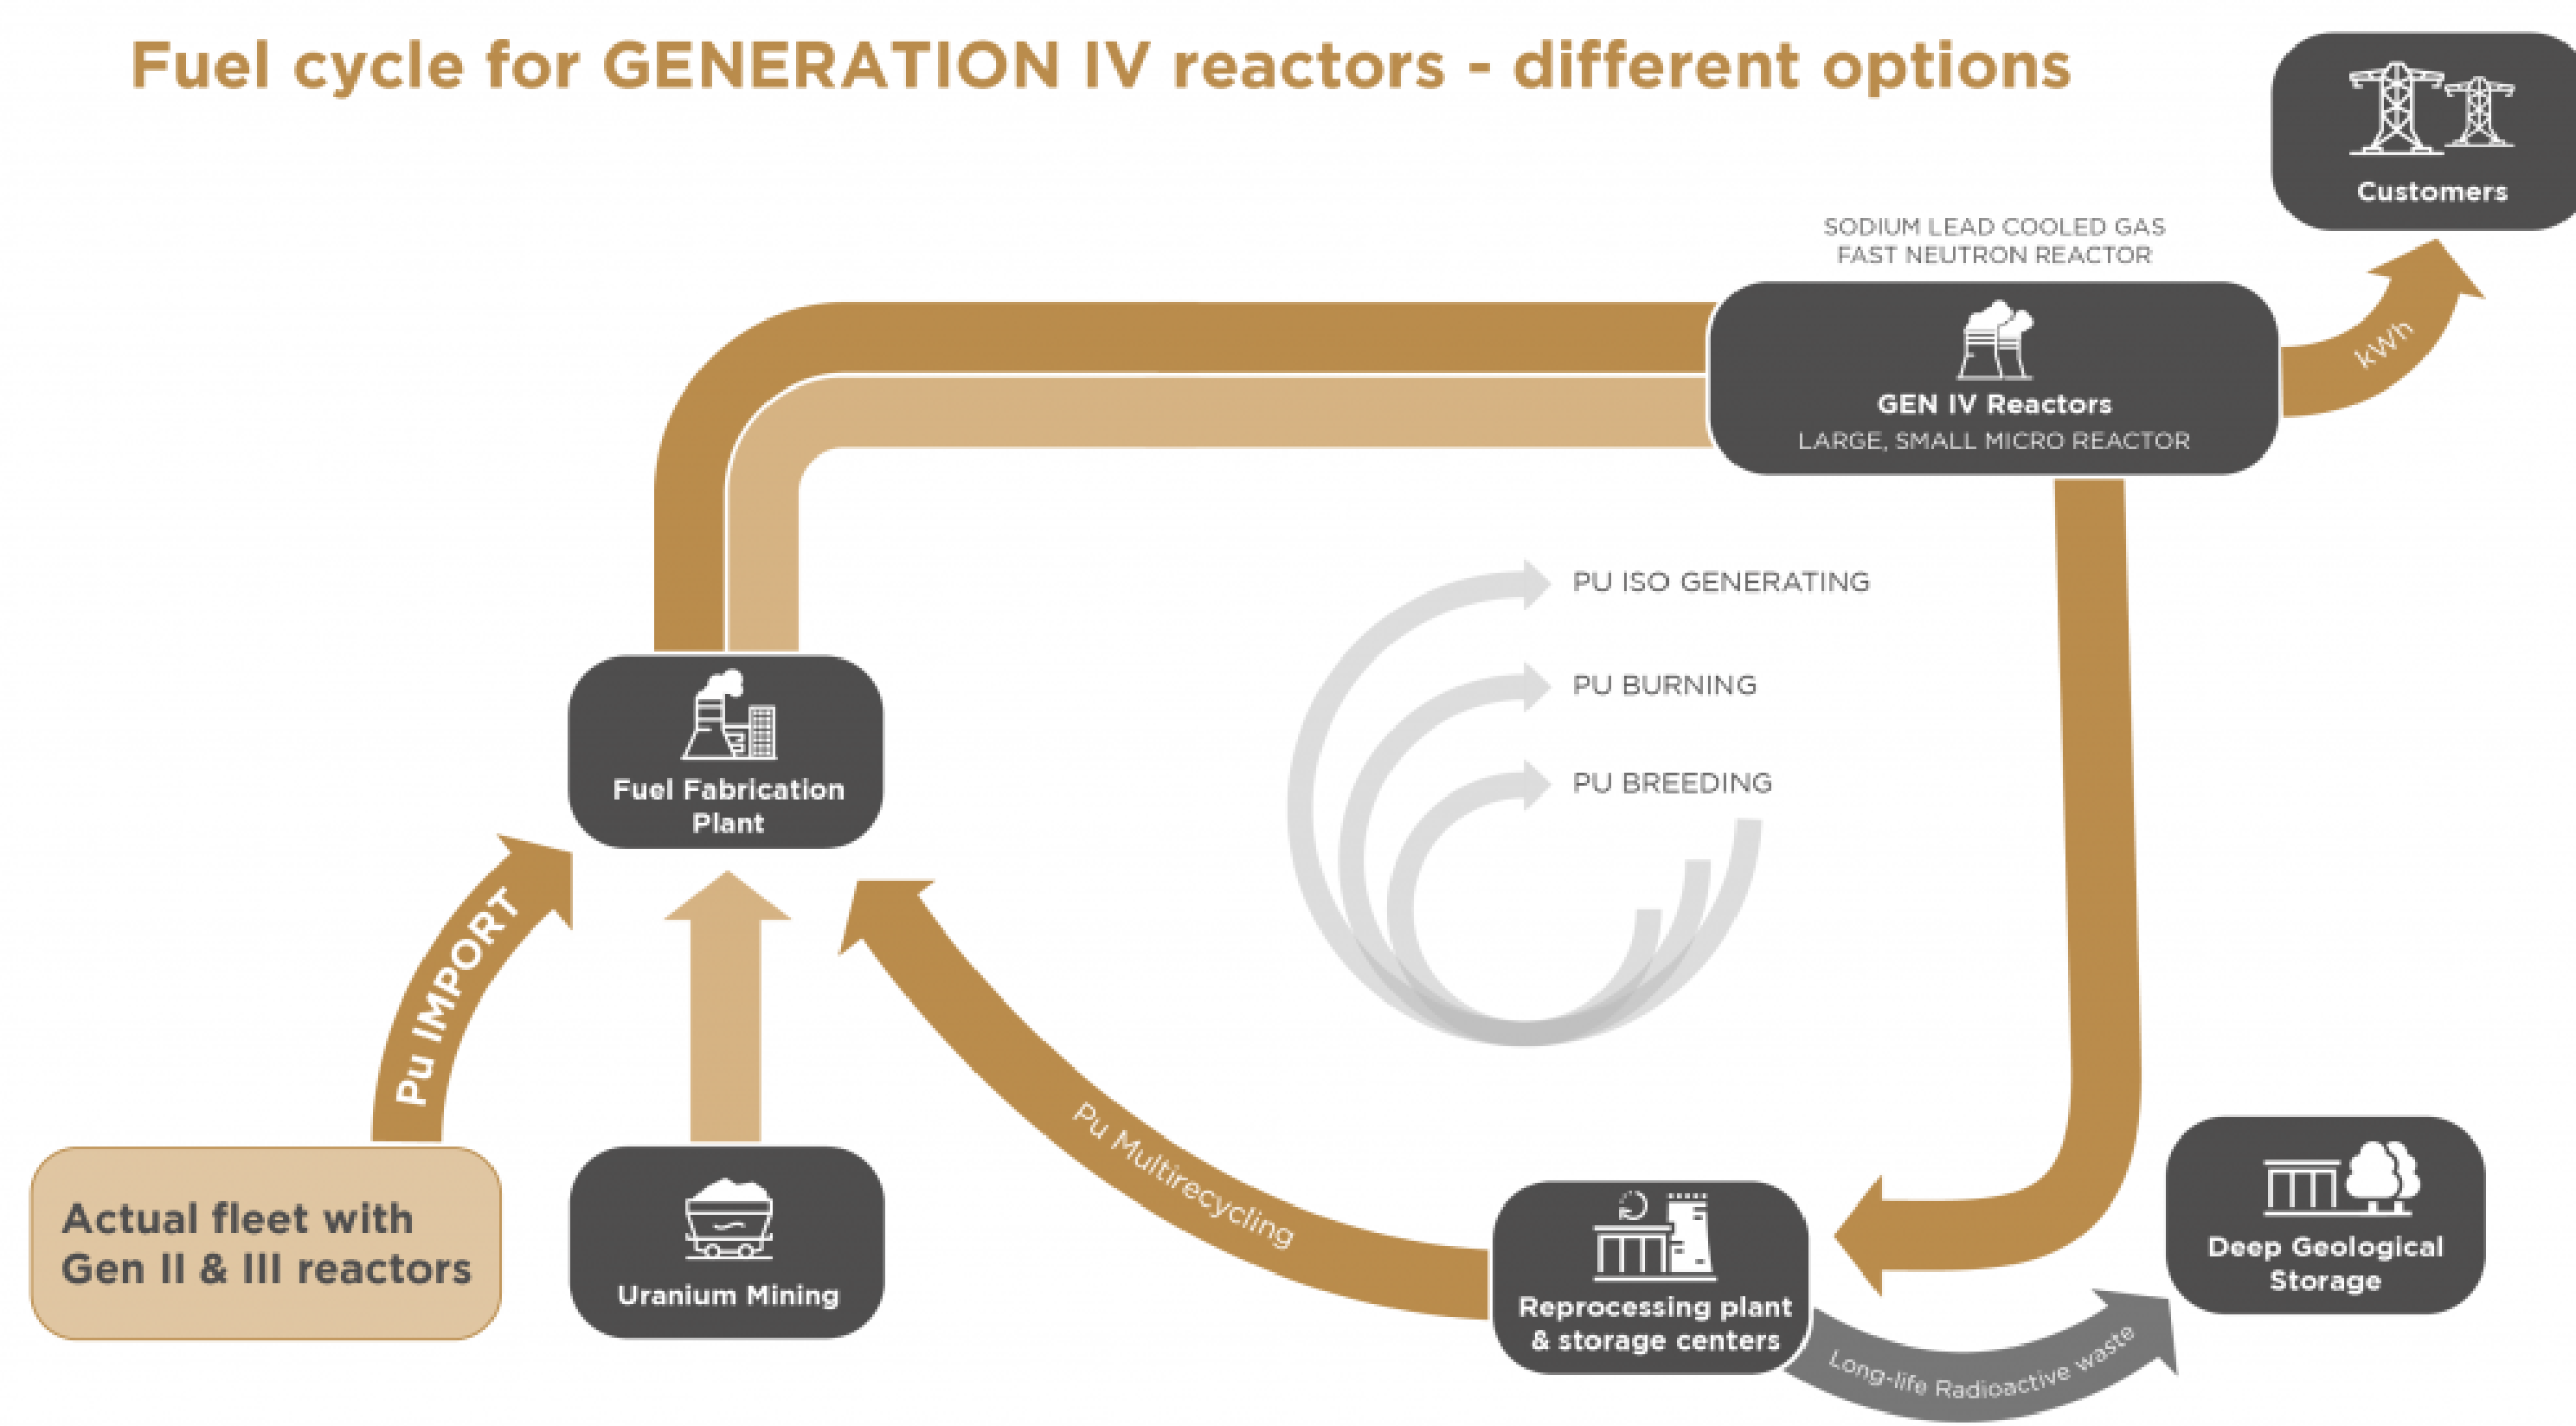 Fuel cycle for GENERATION IV reactors - different options
Customers
SODIUM LEAD COOLED GAS
FAST NEUTRON REACTOR
GEN IV Reactors
LARGE, SMALL MICRO REACTOR
kWh
PU ISO GENERATING
PU BURNING
PU BREEDING
Fuel Fabrication
Plant
Pu IMPORT
Pu Multirecycling
Actual fleet with
Gen II & III reactors
Uranium Mining
Reprocessing plant
& storage centers
Deep Geological
Storage
Long-life Radioactive waste